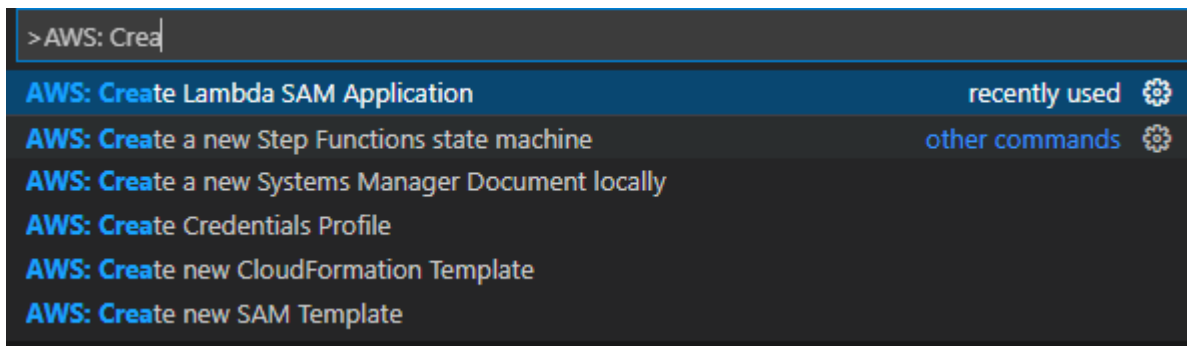 >AWS: Crea
AWS: Create Lambda SAM Application recently used
AWS: Create a new Step Functions state machine other commands
AWS: Create a new Systems Manager Document locally
AWS: Create Credentials Profile
AWS: Create new CloudFormation Template
AWS: Create new SAM Template